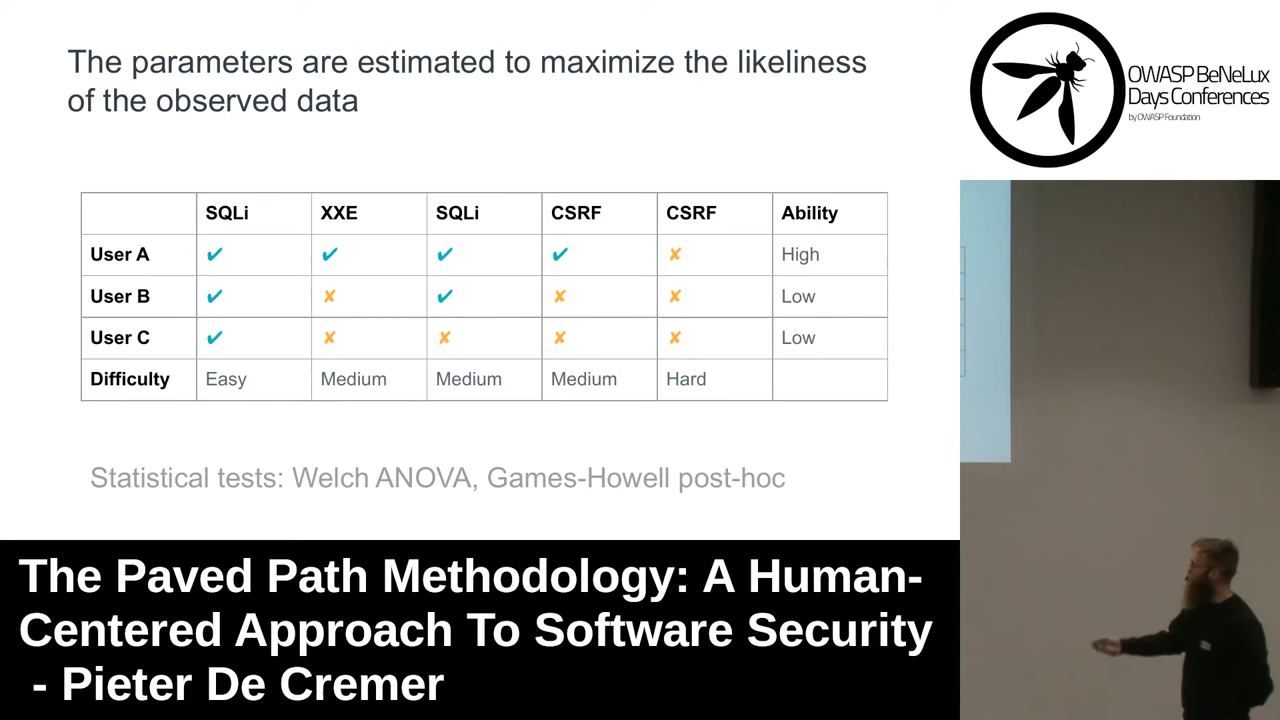 The parameters are estimated to maximize the likeliness
of the observed data
SQLi XXE SQLi CSRF CSRF Ability
User A ✔ ✔ ✔ ✔ ✘ High
User B ✔ ✘ ✔ ✘ ✘ Low
User C ✔ ✘ ✘ ✘ ✘ Low
Difficulty Easy Medium Medium Medium Hard
Statistical tests: Welch ANOVA, Games-Howell post-hoc
OWASP BeNeLux
Days Conferences
by OWASP Foundation
The Paved Path Methodology: A Human-
Centered Approach To Software Security
- Pieter De Cremer